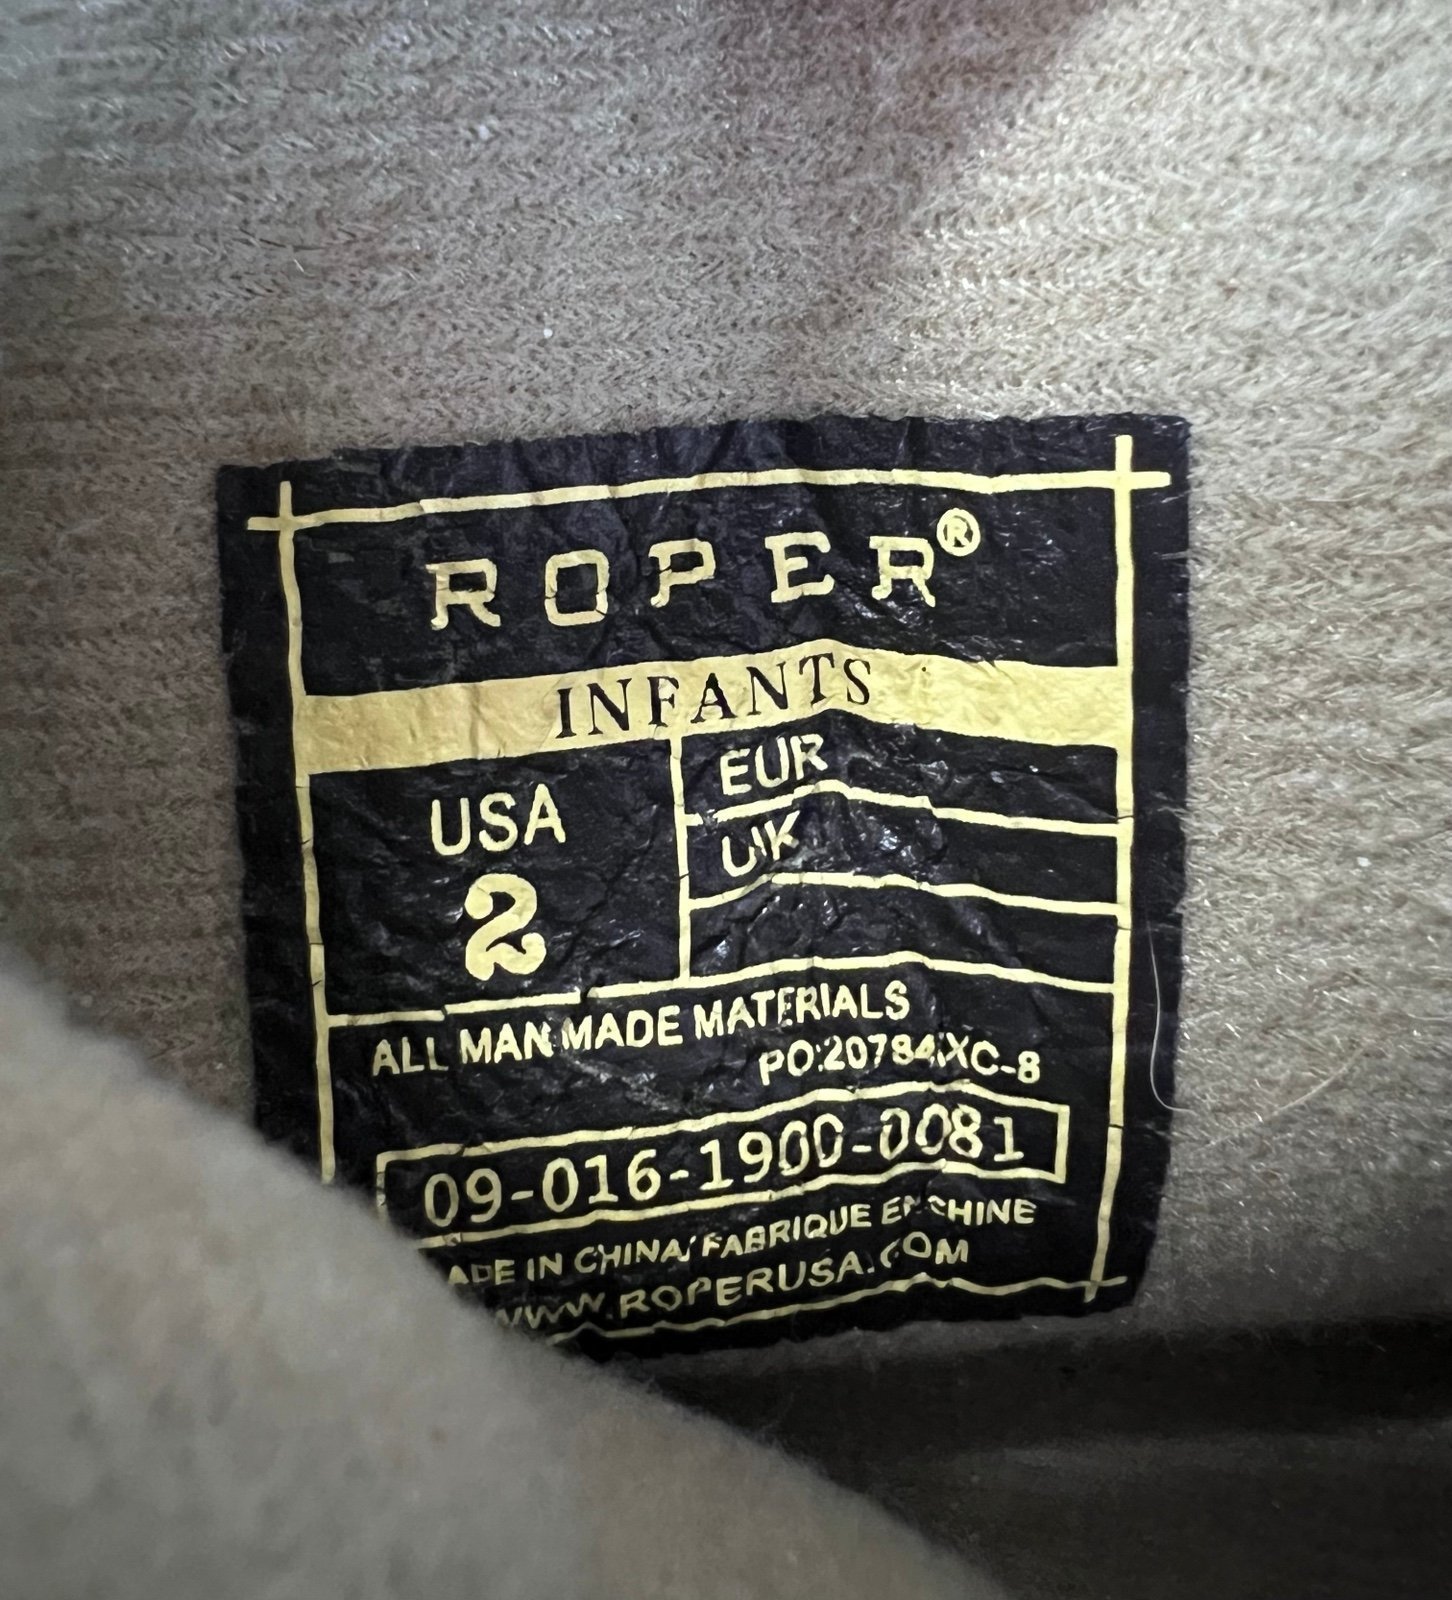 ROPER®
INFANTS
USA
2
EUR
UK
ALL MAN MADE MATERIALS
PO:20784XC-8
09-016-1900-0081
ADE IN CHINA/FABRIQUE EN CHINE
WWW.ROPERUSA.COM